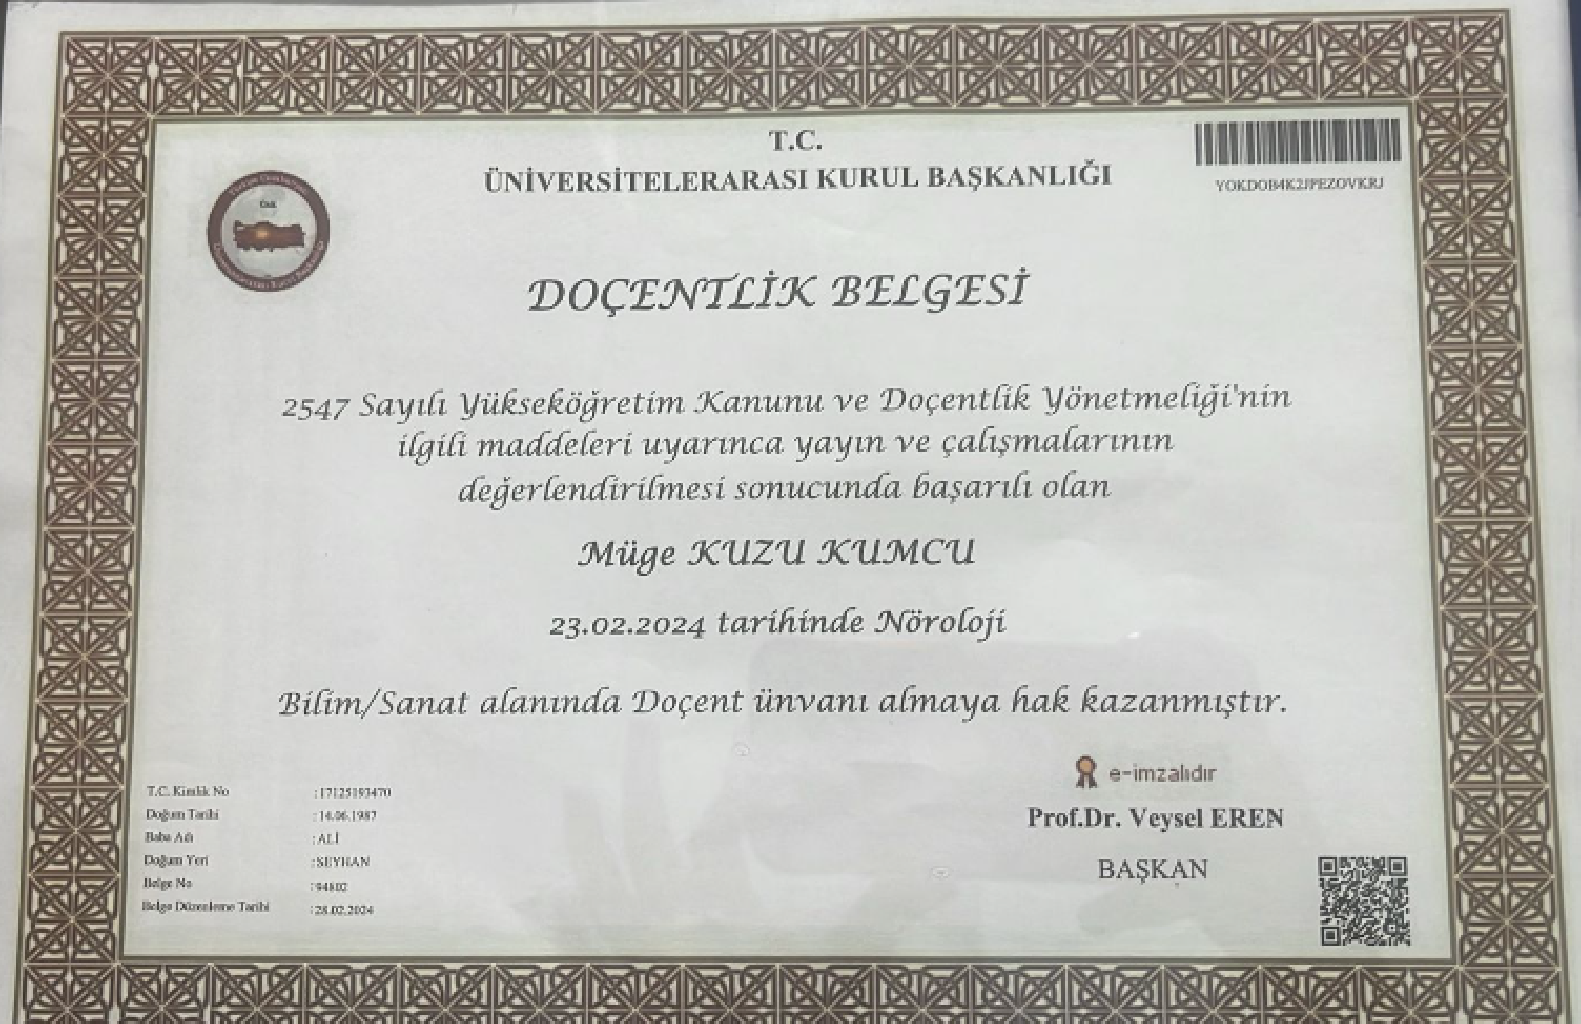 T.C.
ÜNİVERSİTELERARASI KURUL BAŞKANLIĞI
YOKDOB4K2JPEZOVKRJ
ÜAK
DOÇENTLİK BELGESİ
2547 Sayılı Yükseköğretim Kanunu ve Doçentlik Yönetmeliği'nin
ilgili maddeleri uyarınca yayın ve çalışmalarının
değerlendirilmesi sonucunda başarılı olan
Müge KUZU KUMCU
23.02.2024 tarihinde Nöroloji
Bilim/Sanat alanında Doçent ünvanı almaya hak kazanmıştır.
e-imzalıdır
Prof.Dr. Veysel EREN
BAŞKAN
T.C. Kimlik No :17125193470
Doğum Tarihi
Baba Adı :ALİ
Doğum Yeri :SEYHAN
Belge No :94802
Belge Düzenleme Tarihi :28.02.2024